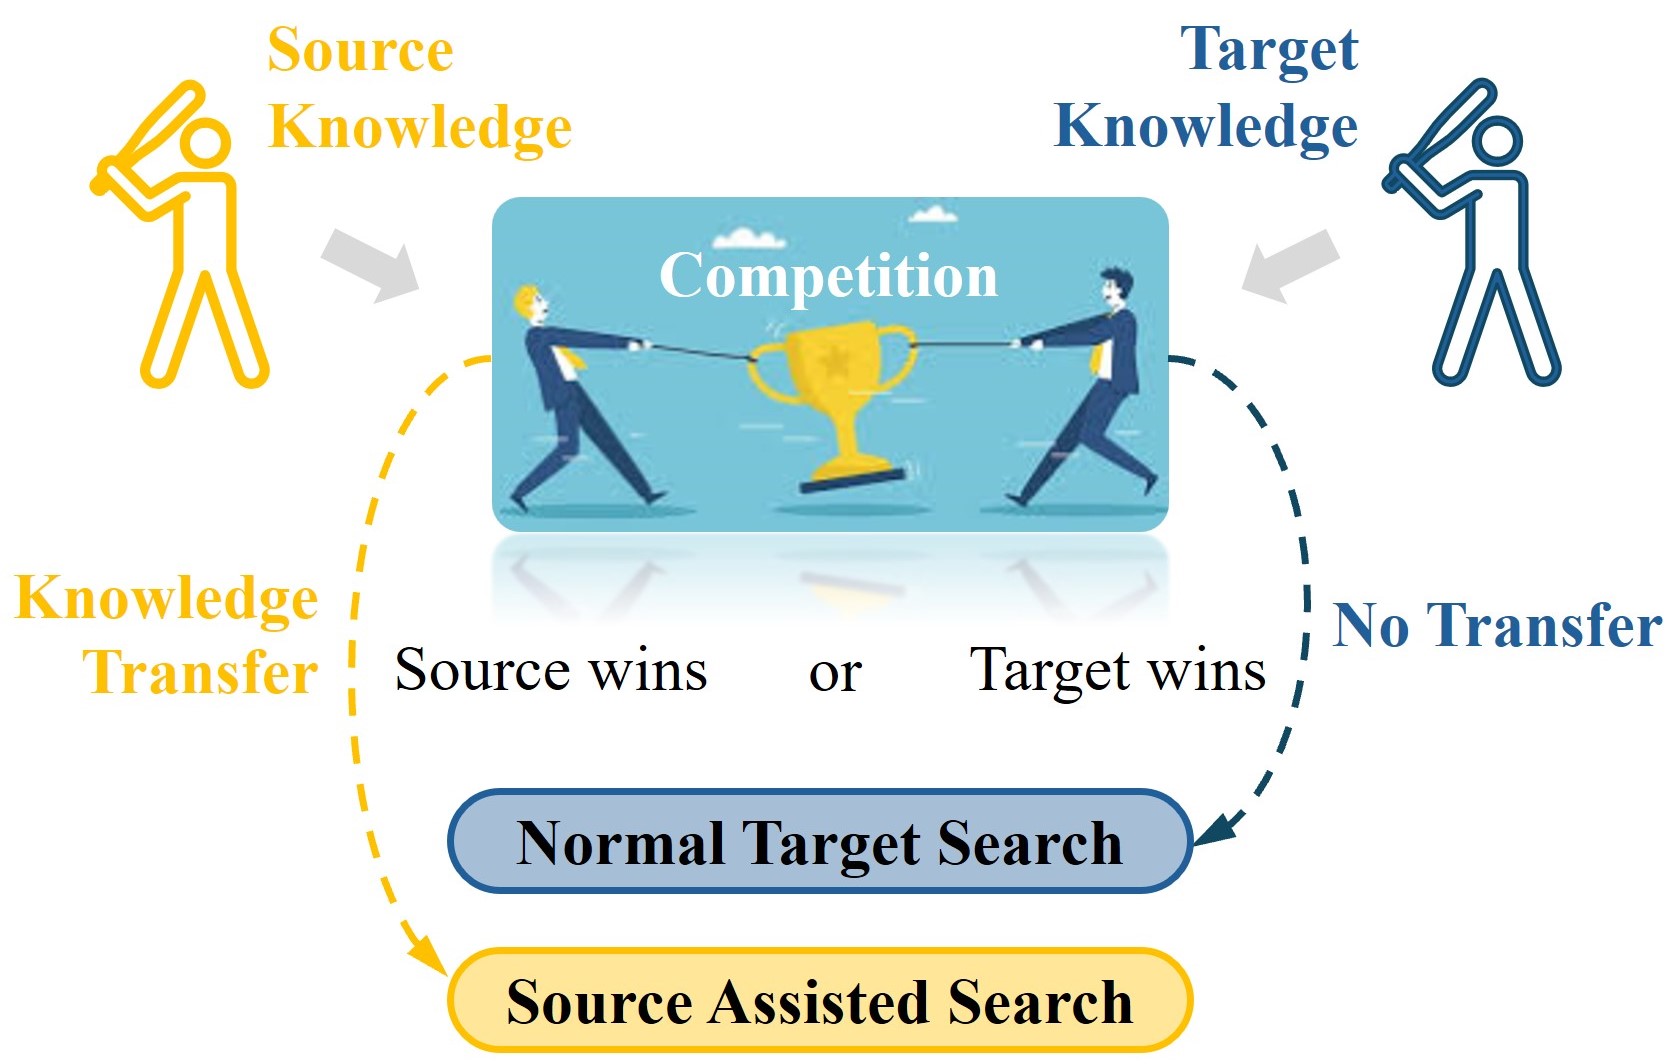 Source
Knowledge
Target
Knowledge
Competition
Knowledge
Transfer
No Transfer
Source wins or Target wins
Normal Target Search
Source Assisted Search